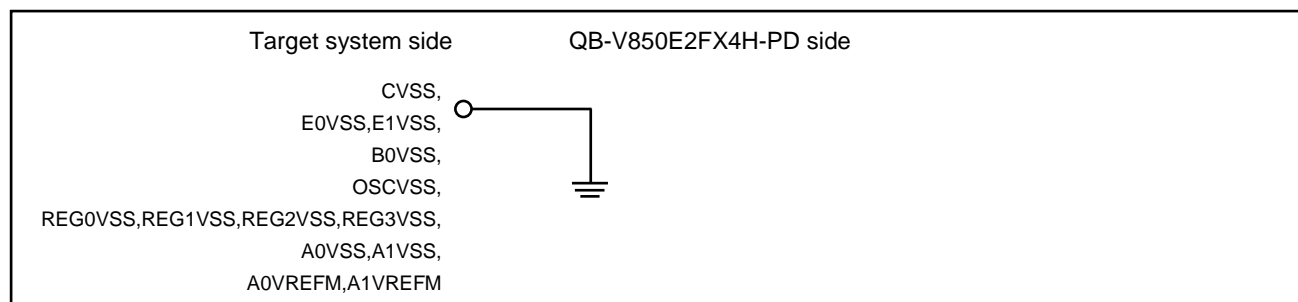 Target system side QB-V850E2FX4H-PD side
CVSS,
E0VSS,E1VSS,
B0VSS,
OSCVSS,
REG0VSS,REG1VSS,REG2VSS,REG3VSS,
A0VSS,A1VSS,
A0VREFM,A1VREFM